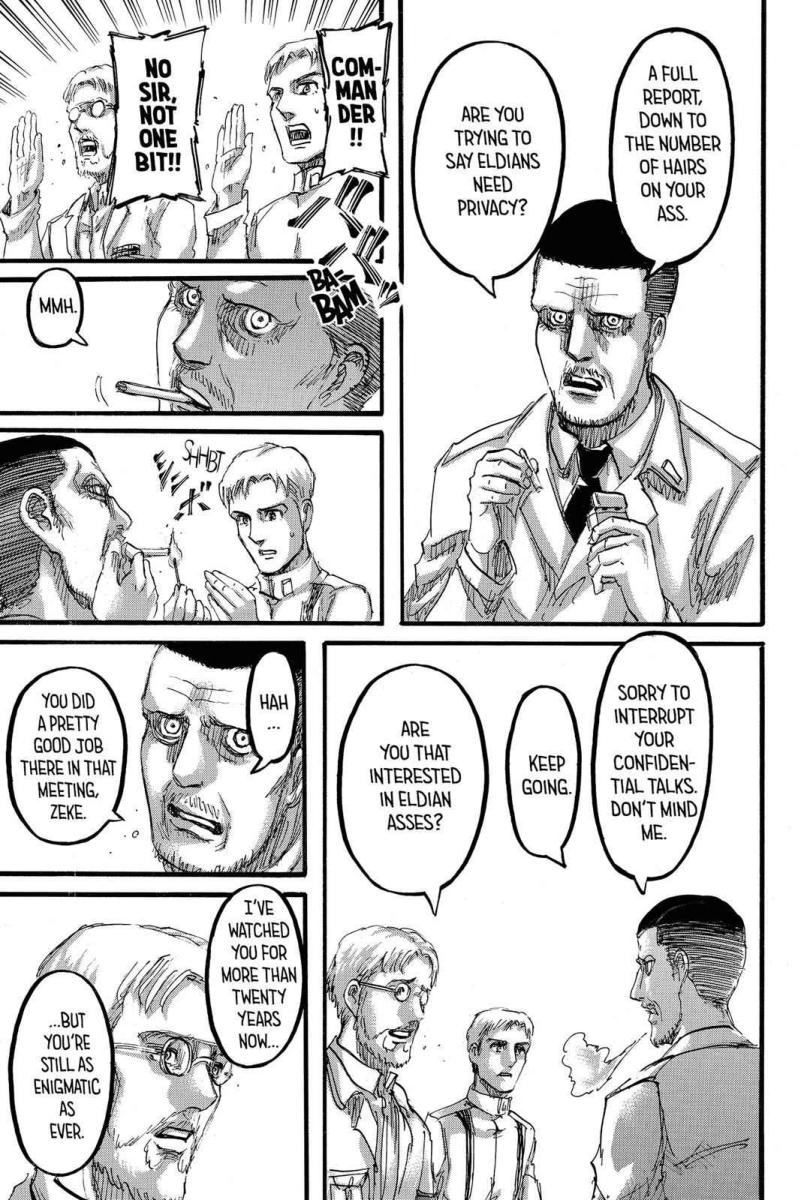 A FULL
REPORT,
DOWN TO
THE NUMBER
OF HAIRS
ON YOUR
ASS.
ARE YOU
TRYING TO
SAY ELDIANS
NEED
PRIVACY?
COM-
MAN
DER
!!
NO
SIR,
NOT
ONE
BIT!!
BA-
BAM
MMH.
SHHBT
SORRY TO
INTERRUPT
YOUR
CONFIDEN-
TIAL TALKS.
DON'T MIND
ME.
KEEP
GOING.
ARE
YOU THAT
INTERESTED
IN ELDIAN
ASSES?
HAH
...
YOU DID
A PRETTY
GOOD JOB
THERE IN THAT
MEETING,
ZEKE.
I'VE
WATCHED
YOU FOR
MORE THAN
TWENTY
YEARS
NOW...
...BUT
YOU'RE
STILL AS
ENIGMATIC
AS
EVER.